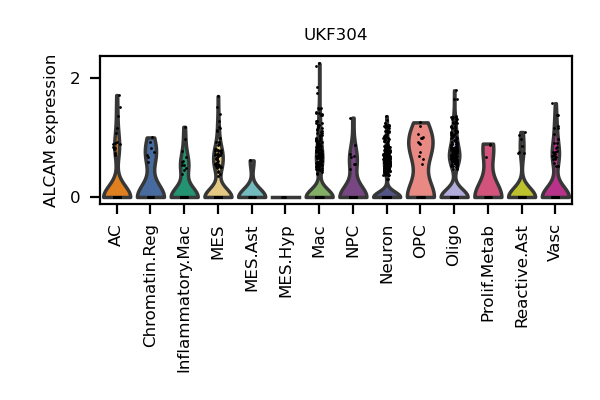 UKF304
ALCAM expression
2
0
AC
Chromatin.Reg
Inflammatory.Mac
MES
MES.Ast
MES.Hyp
Mac
NPC
Neuron
OPC
Oligo
Prolif.Metab
Reactive.Ast
Vasc